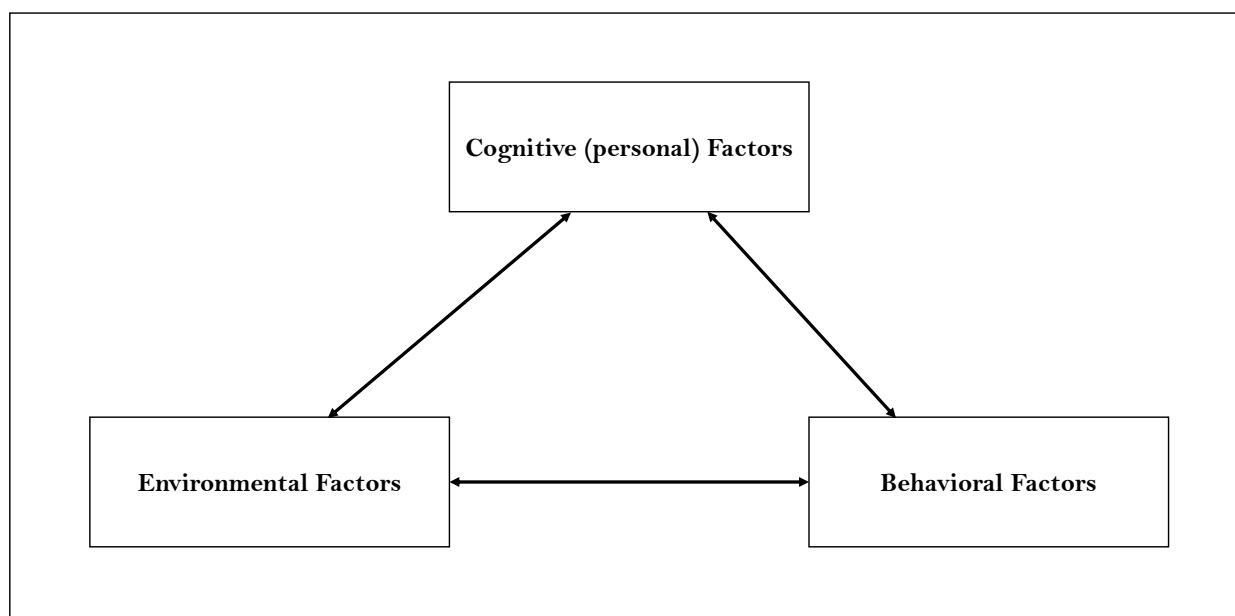 Cognitive (personal) Factors
Environmental Factors
Behavioral Factors